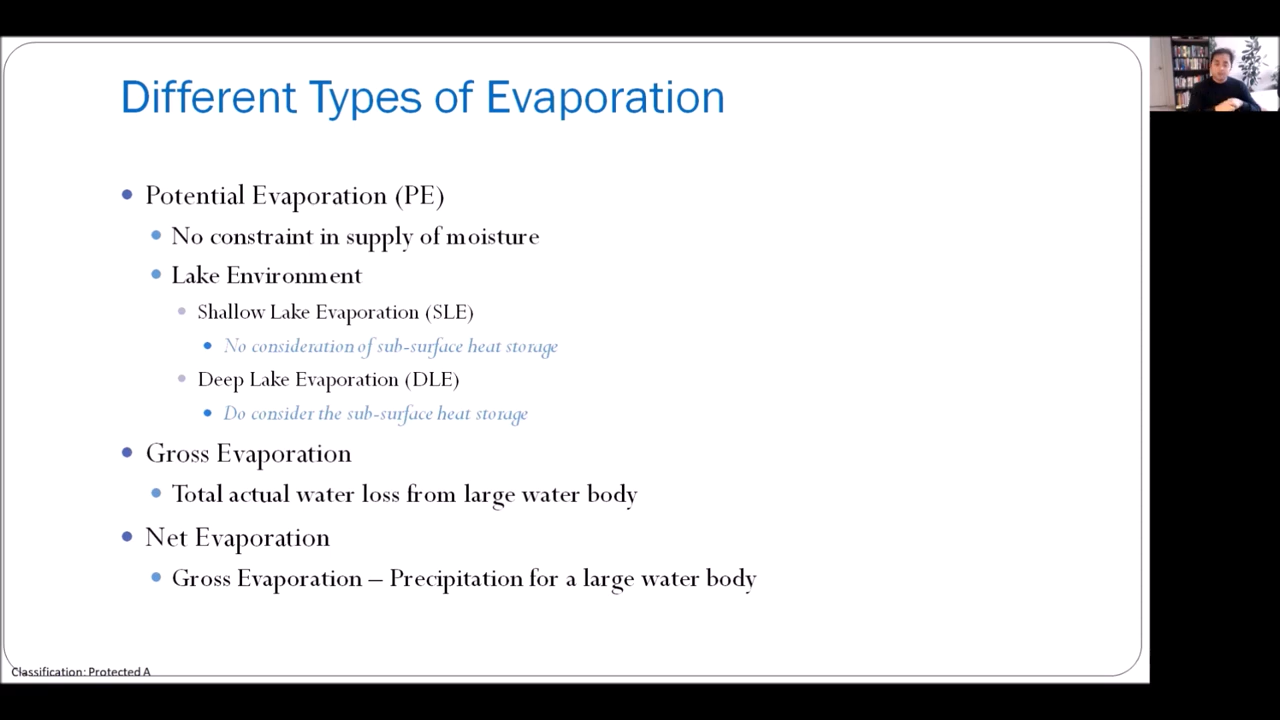 Different Types of Evaporation
Potential Evaporation (PE)
No constraint in supply of moisture
Lake Environment
Shallow Lake Evaporation (SLE)
No consideration of sub-surface heat storage
Deep Lake Evaporation (DLE)
Do consider the sub-surface heat storage
Gross Evaporation
Total actual water loss from large water body
Net Evaporation
Gross Evaporation – Precipitation for a large water body
Classification: Protected A